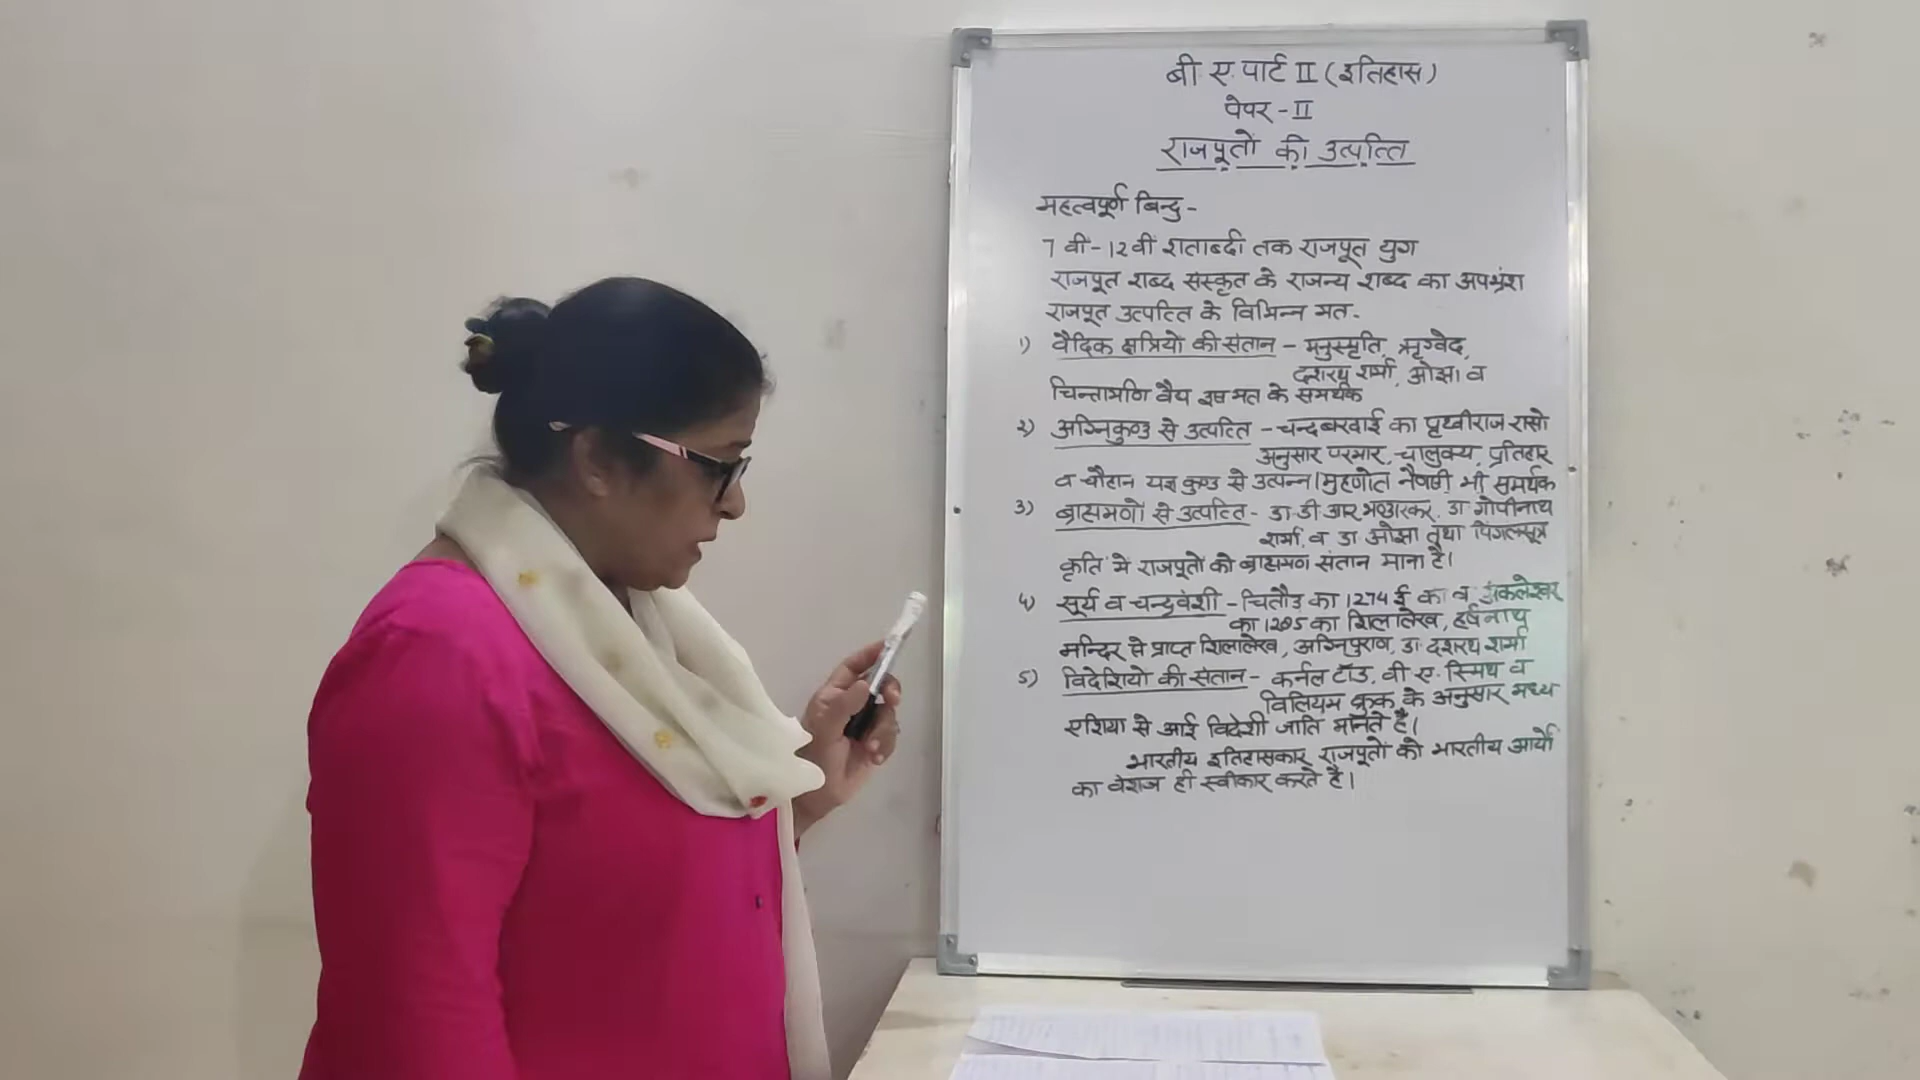 बी. ए. पार्ट II (इतिहास)
पेपर - II
राजपूतों की उत्पत्ति
महत्वपूर्ण बिन्दु -
7 वीं - 12 वीं शताब्दी तक राजपूत युग
राजपूत शब्द संस्कृत के राजन्य शब्द का अपभ्रंश
राजपूत उत्पत्ति के विभिन्न मत -
1) वैदिक क्षत्रियो की संतान - मनुस्मृति, ऋग्वेद,
दशरथ शर्मा, ओझा व
चिन्तामणि वैय इस मत के समर्थक
2) अग्निकुण्ड से उत्पत्ति - चन्दबरदाई का पृथ्वीराज रासो
अनुसार परमार, चालुक्य, प्रतिहार
व चौहान यज्ञ कुण्ड से उत्पन्न। मुहणोत नैणसी भी समर्थक
3) ब्राह्मणों से उत्पत्ति - डा. डी आर भण्डारकर, डा गोपीनाथ
शर्मा, व डा. ओझा तथा पिंगलसूत्र
कृति में राजपूतो को ब्राह्मण संतान माना है।
4) सूर्य व चन्द्रवंशी - चितौड का 1274 ई का व अंकलेश्वर
का 1285 का शिलालेख, हर्षनाथ
मन्दिर से प्राप्त शिलालेख, अग्निपुराण, डा. दशरथ शर्मा
5) विदेशियो की संतान - कर्नल टॉड, वी. ए. स्मिथ व
विलियम क्रुक के अनुसार मध्य
एशिया से आई विदेशी जाति मानते है।
भारतीय इतिहासकार राजपूतो को भारतीय आर्यो
का वंशज ही स्वीकार करते है।